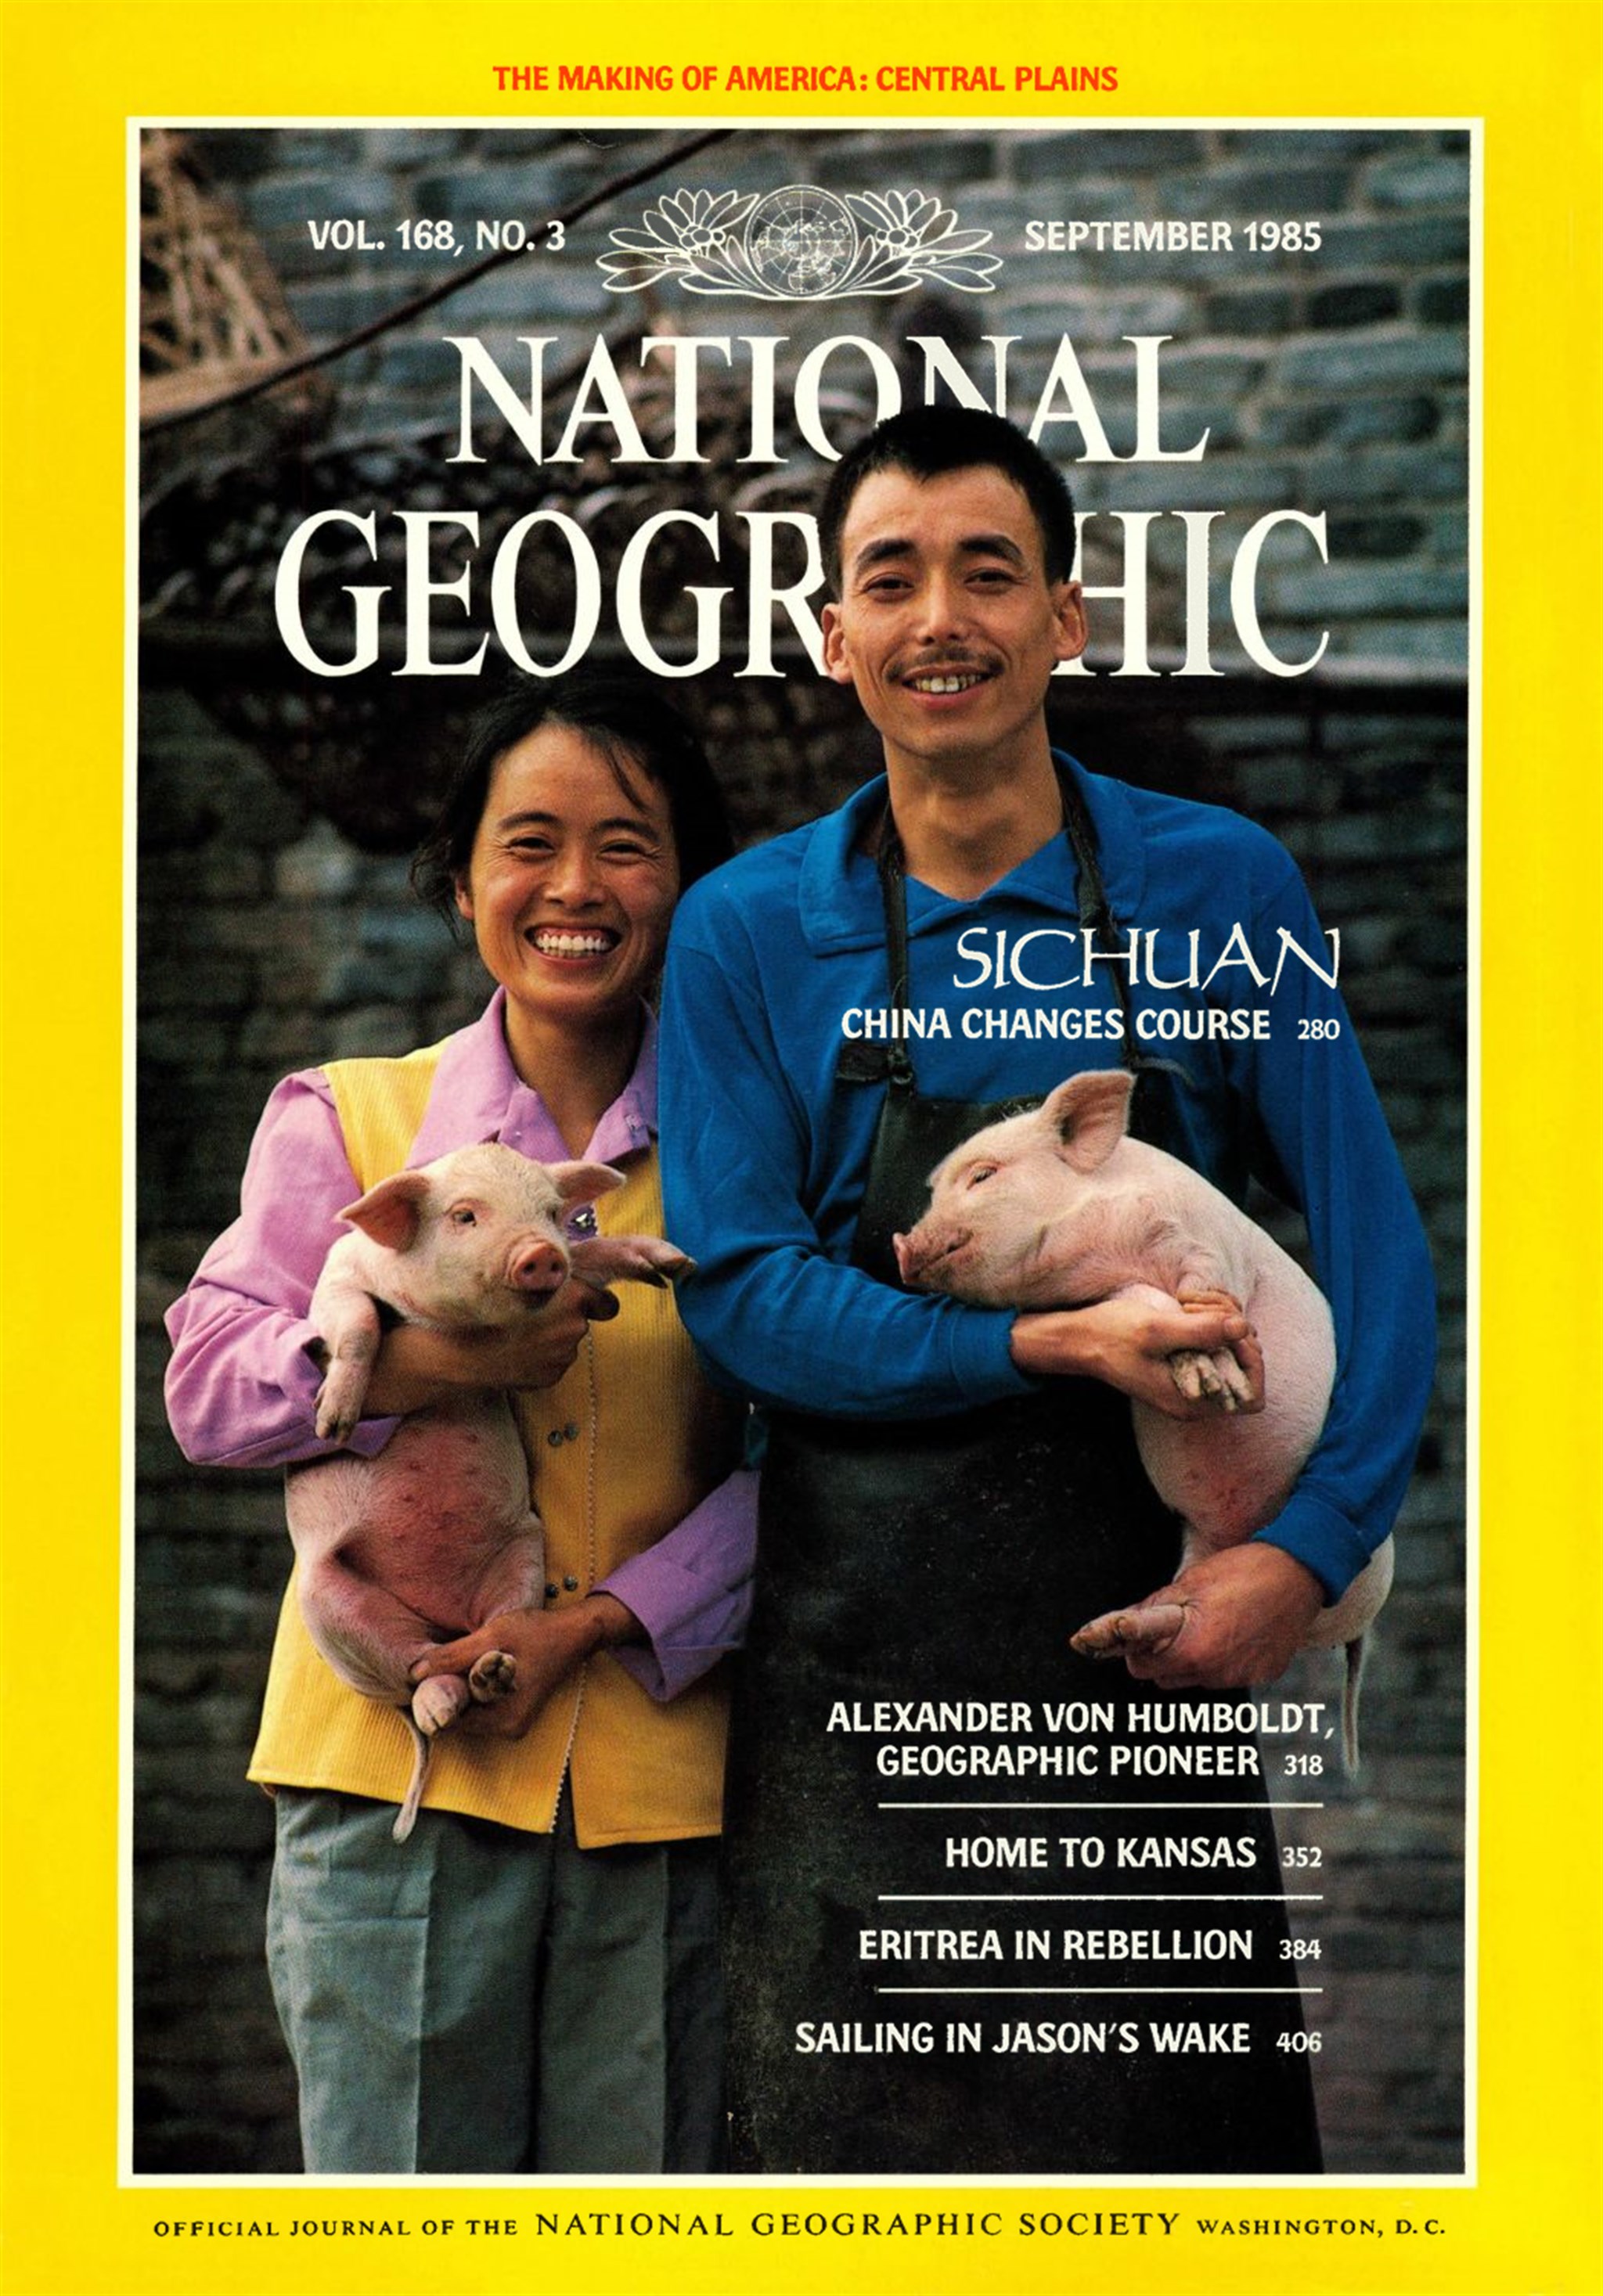 THE MAKING OF AMERICA: CENTRAL PLAINS
VOL. 168, NO. 3
SEPTEMBER 1985
NATIONAL
GEOGRAPHIC
SICHUAN
CHINA CHANGES COURSE 280
ALEXANDER VON HUMBOLDT,
GEOGRAPHIC PIONEER 318
HOME TO KANSAS 352
ERITREA IN REBELLION 384
SAILING IN JASON'S WAKE 406
OFFICIAL JOURNAL OF THE NATIONAL GEOGRAPHIC SOCIETY WASHINGTON, D.C.